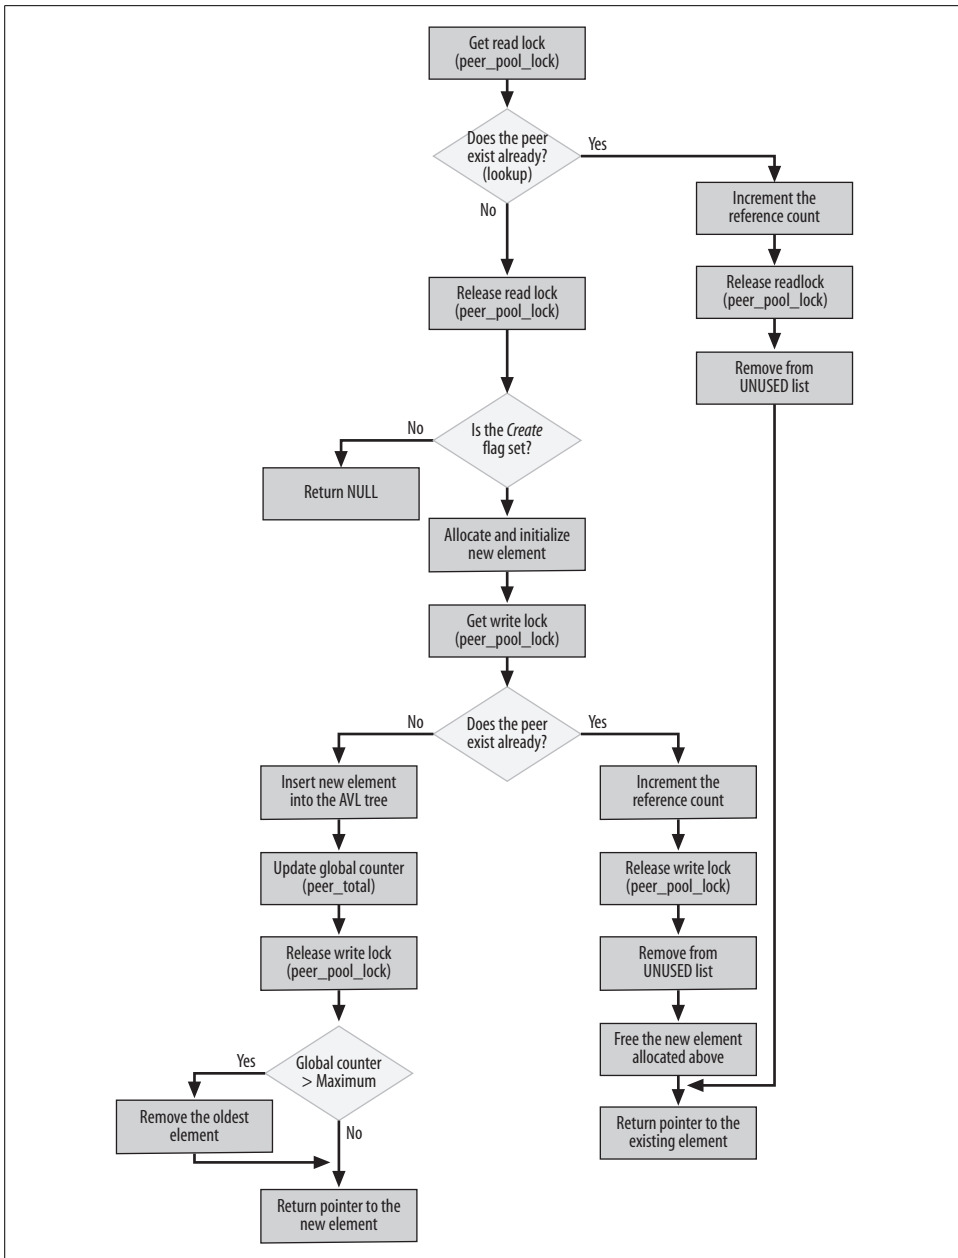 Get read lock
(peer_pool_lock)
Does the peer
exist already?
(lookup)
Yes
No
Increment the
reference count
Release read lock
(peer_pool_lock)
Release readlock
(peer_pool_lock)
Remove from
UNUSED list
Is the Create
flag set?
No
Return NULL
Allocate and initialize
new element
Get write lock
(peer_pool_lock)
Does the peer
exist already?
No
Yes
Insert new element
into the AVL tree
Update global counter
(peer_total)
Release write lock
(peer_pool_lock)
Increment the
reference count
Release write lock
(peer_pool_lock)
Remove from
UNUSED list
Free the new element
allocated above
Return pointer to the
existing element
Global counter
> Maximum
Yes
No
Remove the oldest
element
Return pointer to the
new element